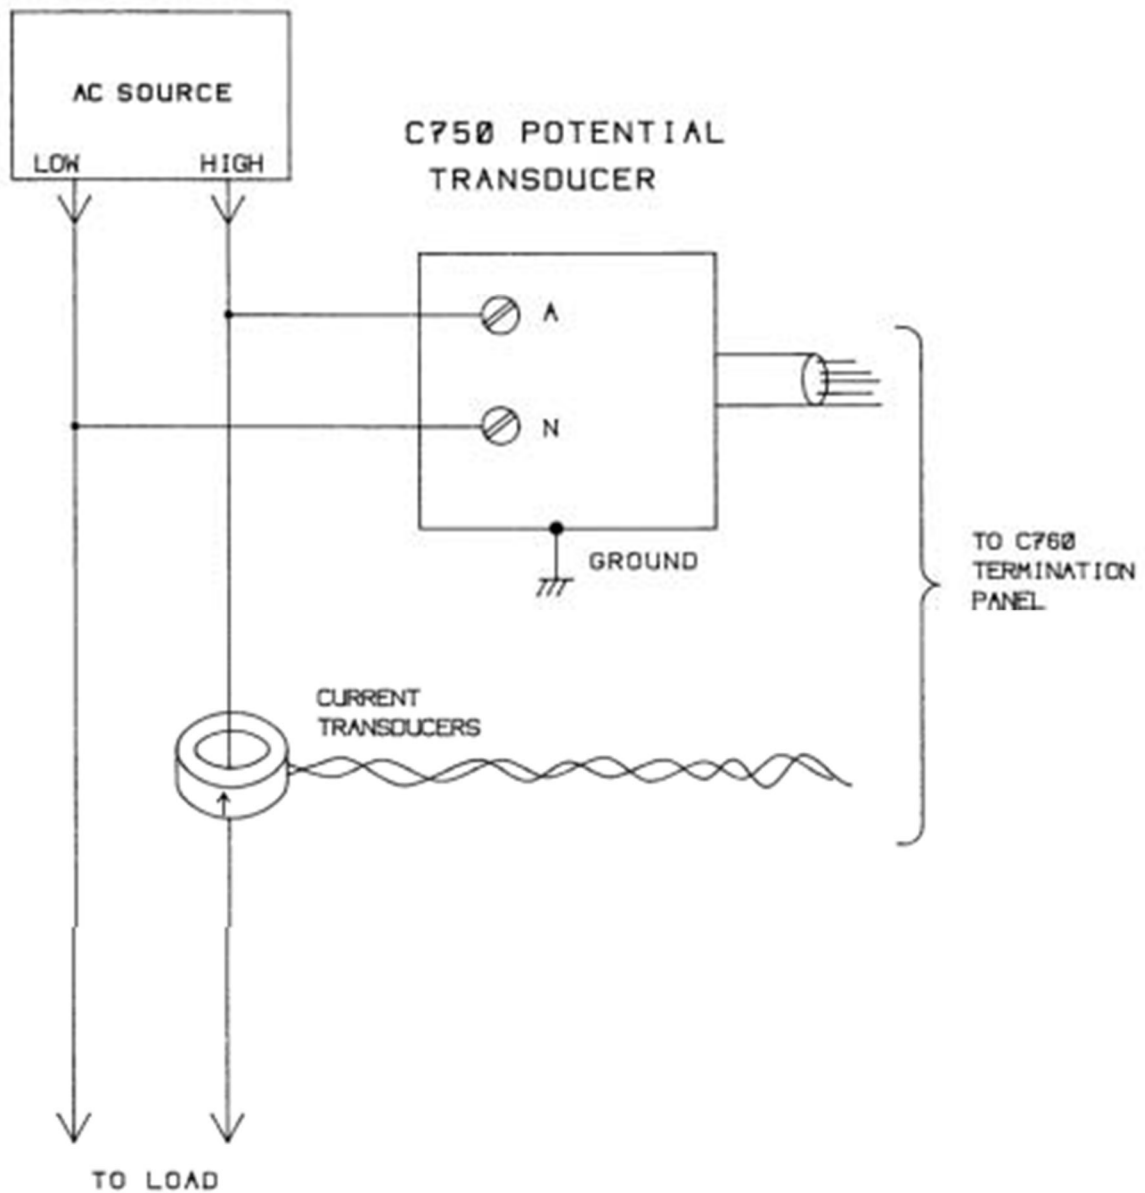 AC SOURCE
LOW HIGH
C750 POTENTIAL
TRANSDUCER
A
N
GROUND
TO C760
TERMINATION
PANEL
CURRENT
TRANSDUCERS
TO LOAD